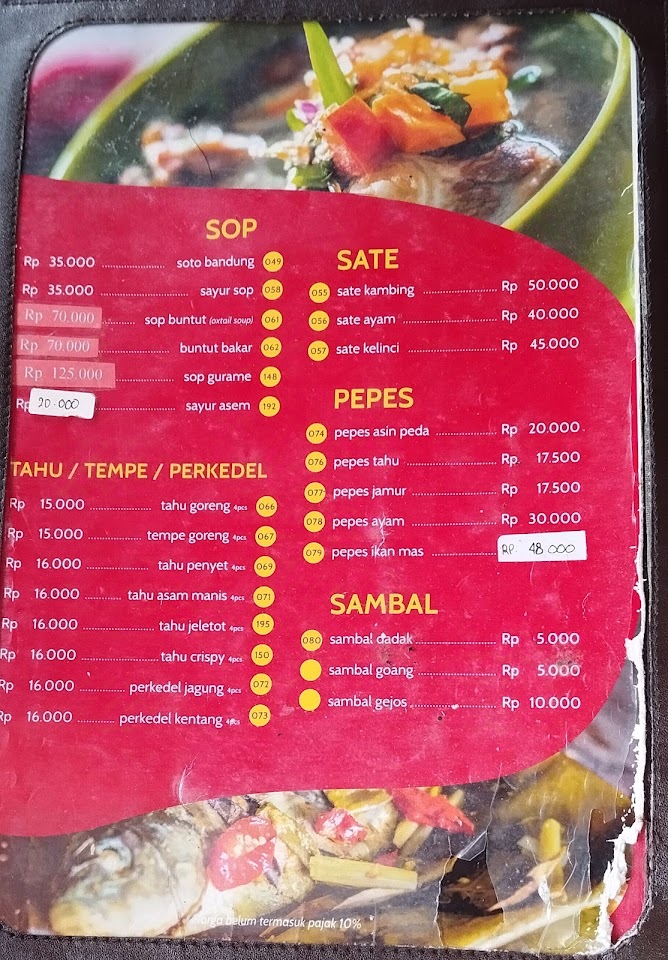 SOP
Rp 35.000 ............ soto bandung 049
Rp 35.000 ............ sayur sop 058
Rp 70.000 ........ sop buntut (oxtail soup) 061
Rp 70.000 ............ buntut bakar 062
Rp 125.000 ............ sop gurame 148
Rp 20.000 ............ sayur asem 192
TAHU / TEMPE / PERKEDEL
Rp 15.000 ............ tahu goreng 4pcs 066
Rp 15.000 ............ tempe goreng 4pcs 067
Rp 16.000 ............ tahu penyet 4pcs 069
Rp 16.000 ........ tahu asam manis 4pcs 071
Rp 16.000 ............ tahu jeletot 4pcs 195
Rp 16.000 ............ tahu crispy 4pcs 150
Rp 16.000 ........ perkedel jagung 4pcs 072
Rp 16.000 ........ perkedel kentang 4pcs 073
SATE
055 sate kambing ............ Rp 50.000
056 sate ayam ............ Rp 40.000
057 sate kelinci ............ Rp 45.000
PEPES
074 pepes asin peda ............ Rp 20.000
076 pepes tahu ............ Rp 17.500
077 pepes jamur ............ Rp 17.500
078 pepes ayam ............ Rp 30.000
079 pepes ikan mas ............ RP. 48.000
SAMBAL
080 sambal dadak ............ Rp 5.000
sambal goang ............ Rp 5.000
sambal gejos ............ Rp 10.000
belum termasuk pajak 10%